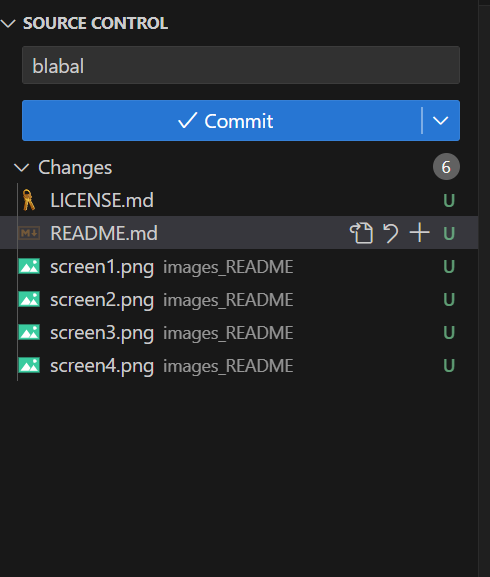 SOURCE CONTROL
blabal
Commit
Changes 6
LICENSE.md U
README.md U
screen1.png images_README U
screen2.png images_README U
screen3.png images_README U
screen4.png images_README U